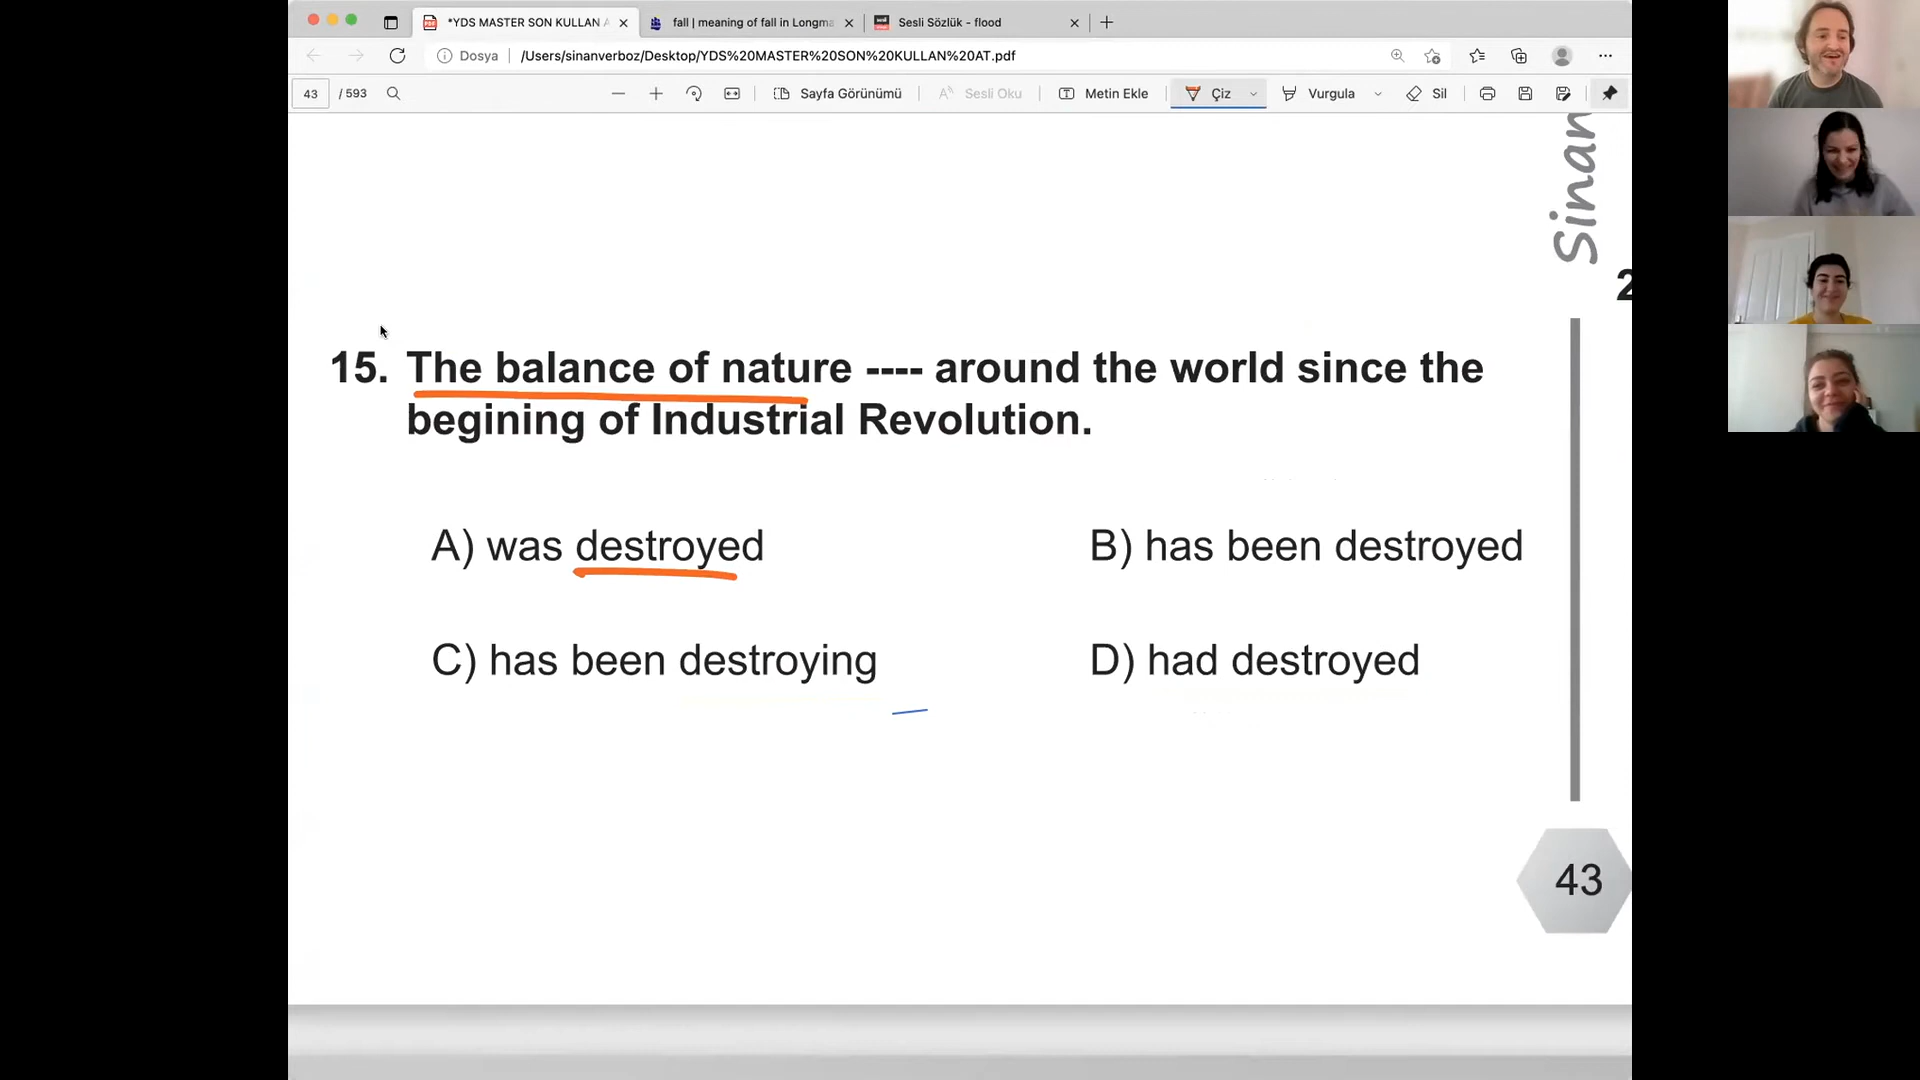 *YDS MASTER SON KULLAN A
fall | meaning of fall in Longma
Sesli Sözlük - flood
Dosya
/Users/sinanverboz/Desktop/YDS%20MASTER%20SON%20KULLAN%20AT.pdf
43 / 593
Sayfa Görünümü
Sesli Oku
Metin Ekle
Çiz
Vurgula
Sil
Sinan
2
15. The balance of nature ---- around the world since the
begining of Industrial Revolution.
A) was destroyed
B) has been destroyed
C) has been destroying
D) had destroyed
43